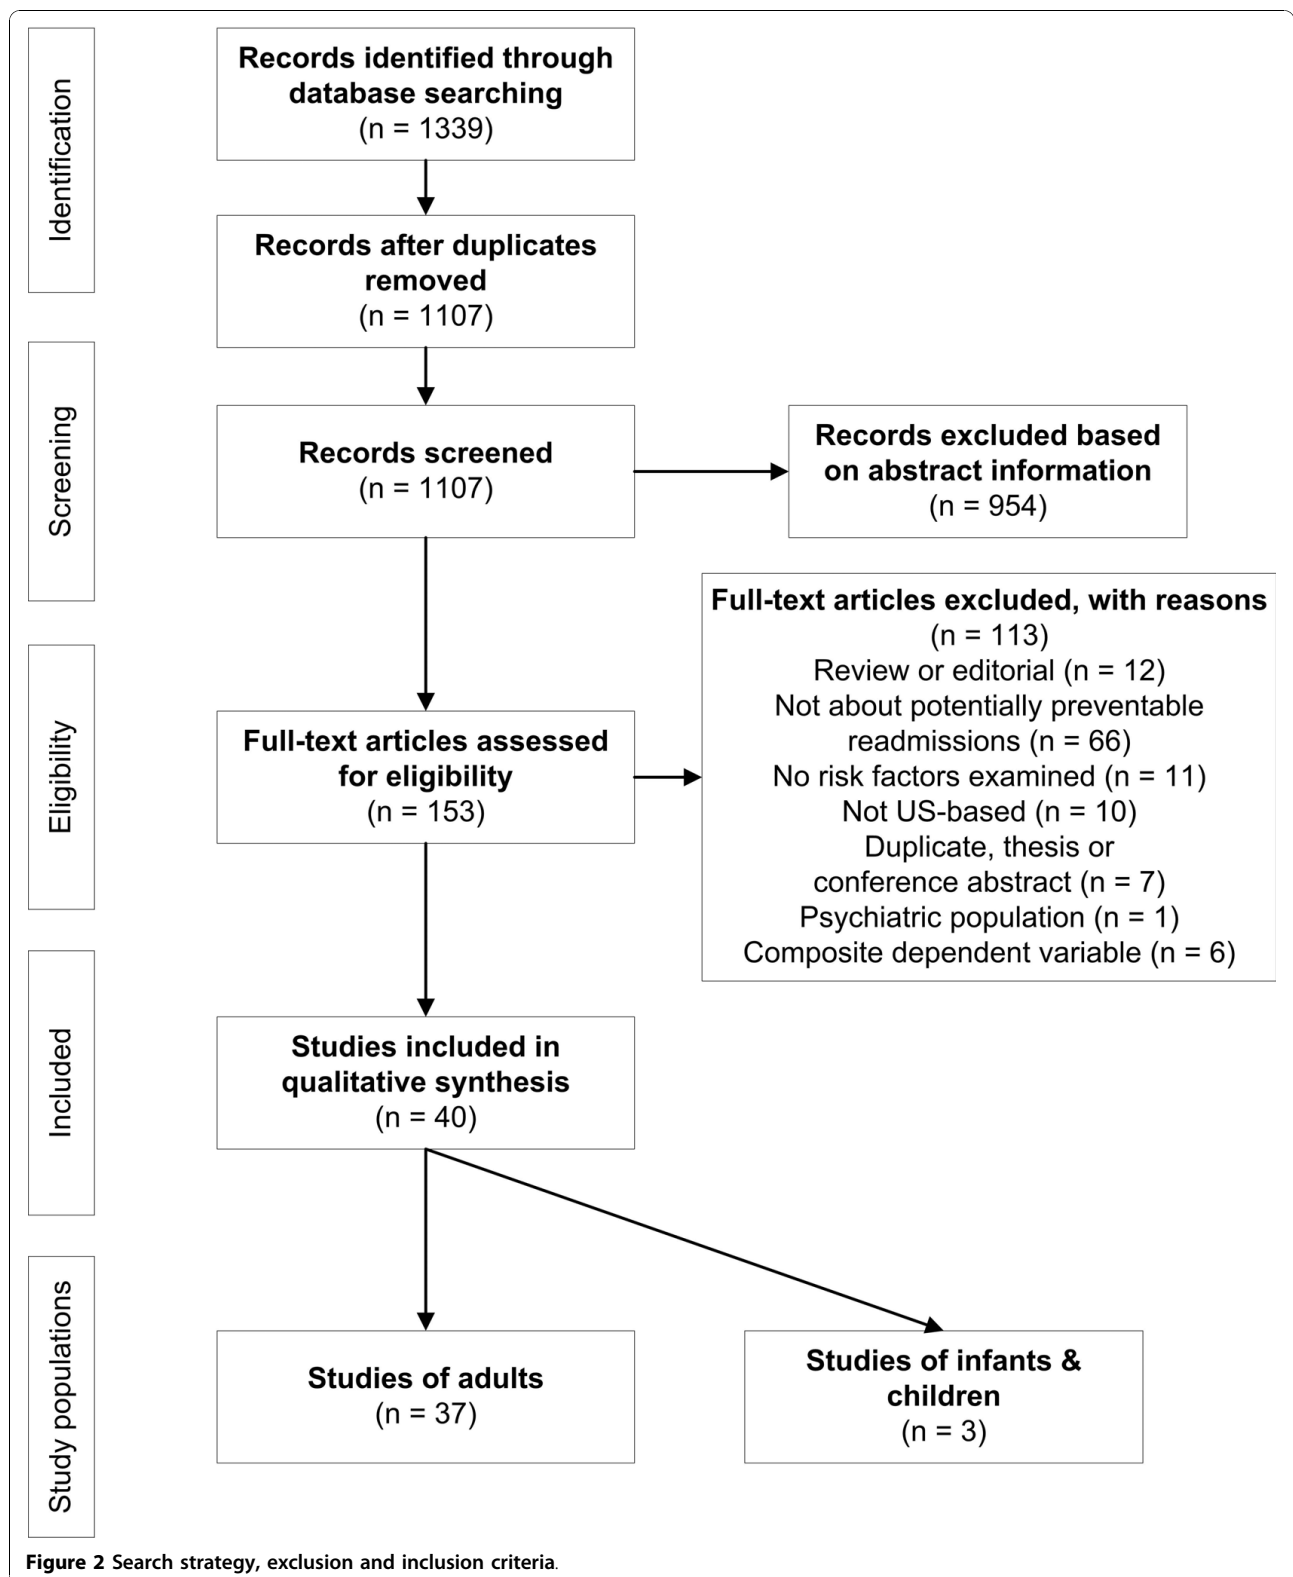 Identification
Records identified through
database searching
(n = 1339)
Records after duplicates
removed
(n = 1107)
Screening
Records screened
(n = 1107)
Records excluded based
on abstract information
(n = 954)
Eligibility
Full-text articles assessed
for eligibility
(n = 153)
Full-text articles excluded, with reasons
(n = 113)
Review or editorial (n = 12)
Not about potentially preventable
readmissions (n = 66)
No risk factors examined (n = 11)
Not US-based (n = 10)
Duplicate, thesis or
conference abstract (n = 7)
Psychiatric population (n = 1)
Composite dependent variable (n = 6)
Included
Studies included in
qualitative synthesis
(n = 40)
Study populations
Studies of adults
(n = 37)
Studies of infants &
children
(n = 3)
Figure 2 Search strategy, exclusion and inclusion criteria.